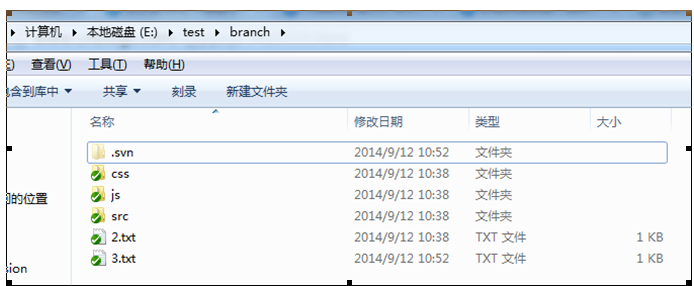 计算机 ▶ 本地磁盘 (E:) ▶ test ▶ branch ▶
查看(V) 工具(T) 帮助(H)
含到库中 ▼ 共享 ▼ 刻录 新建文件夹
名称 修改日期 类型 大小
.svn 2014/9/12 10:52 文件夹
css 2014/9/12 10:38 文件夹
js 2014/9/12 10:38 文件夹
的位置
src 2014/9/12 10:38 文件夹
2.txt 2014/9/12 10:38 TXT 文件 1 KB
3.txt 2014/9/12 10:52 TXT 文件 1 KB
sion